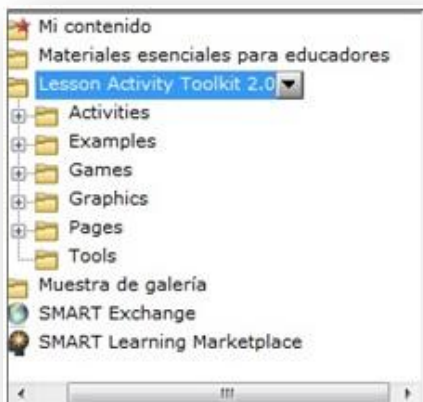 Mi contenido
Materiales esenciales para educadores
Lesson Activity Toolkit 2.0
Activities
Examples
Games
Graphics
Pages
Tools
Muestra de galería
SMART Exchange
SMART Learning Marketplace